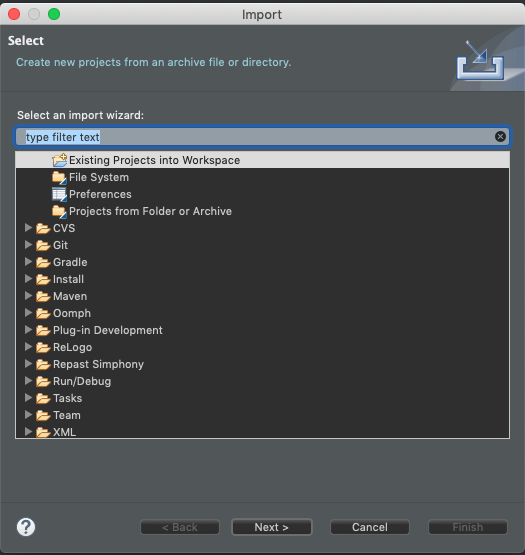 Import
Select
Create new projects from an archive file or directory.
Select an import wizard:
type filter text
Existing Projects into Workspace
File System
Preferences
Projects from Folder or Archive
CVS
Git
Gradle
Install
Maven
Oomph
Plug-in Development
ReLogo
Repast Simphony
Run/Debug
Tasks
Team
XML
?
< Back
Next >
Cancel
Finish